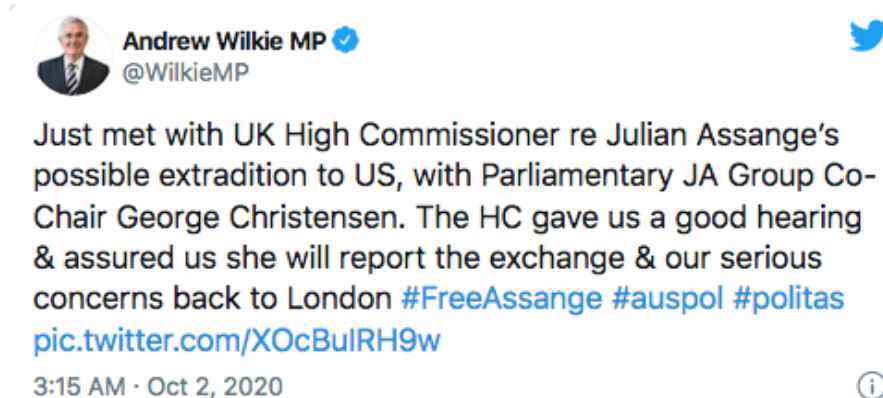 Andrew Wilkie MP
@WilkieMP
Just met with UK High Commissioner re Julian Assange's
possible extradition to US, with Parliamentary JA Group Co-
Chair George Christensen. The HC gave us a good hearing
& assured us she will report the exchange & our serious
concerns back to London #FreeAssange #auspol #politas
pic.twitter.com/XOcBuIRH9w
3:15 AM · Oct 2, 2020